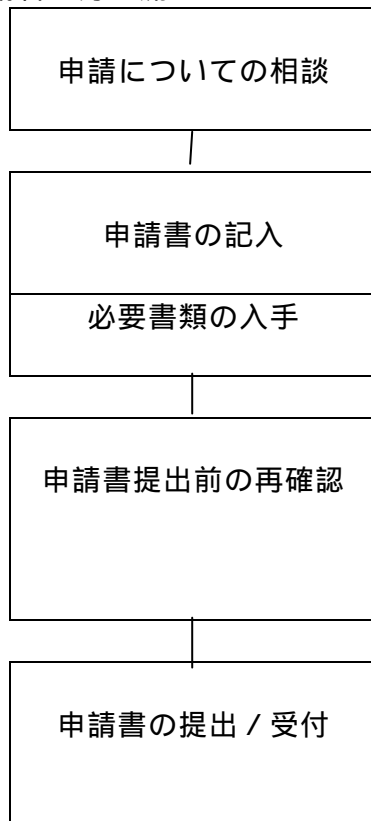 申請についての相談
申請書の記入
必要書類の入手
申請書提出前の再確認
申請書の提出 / 受付